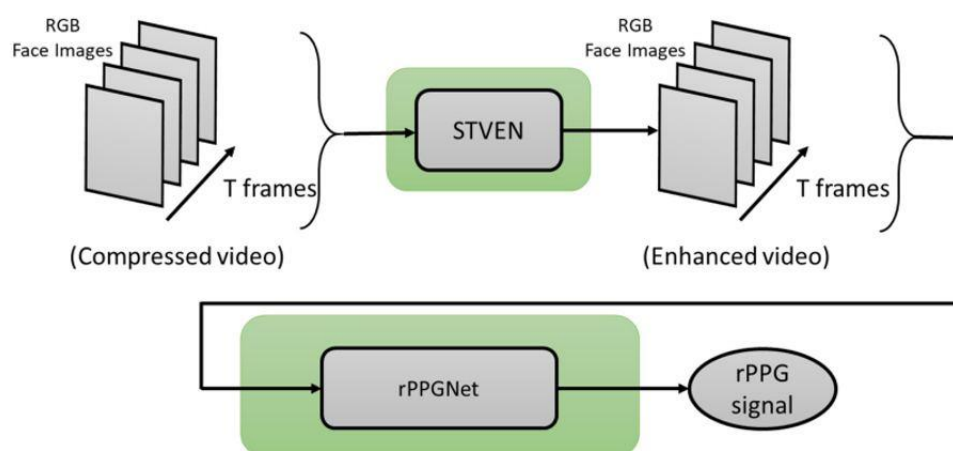 RGB
Face Images
T frames
(Compressed video)
STVEN
RGB
Face Images
T frames
(Enhanced video)
rPPGNet
rPPG
signal